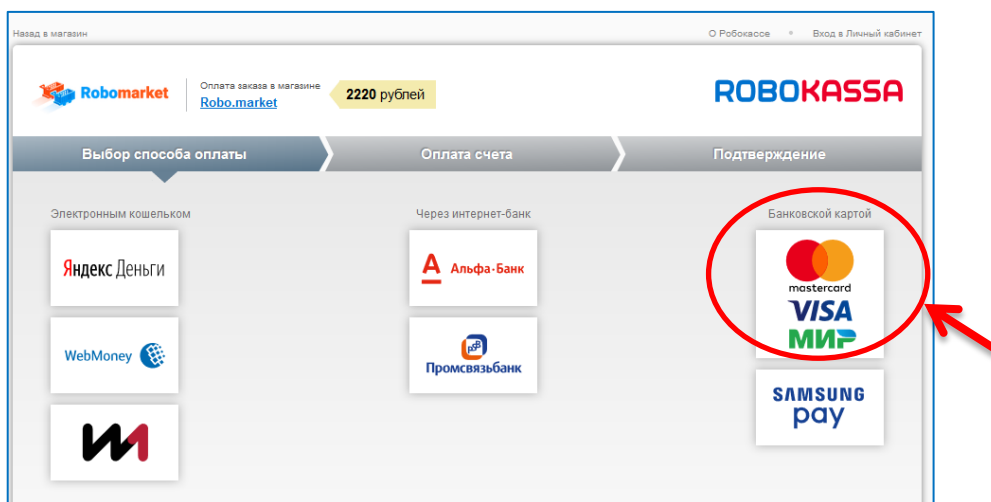 Назад в магазин
О Робокассе
Вход в Личный кабинет
Robomarket
Оплата заказа в магазине
Robo.market
2220 рублей
ROBOKASSA
Выбор способа оплаты
Оплата счета
Подтверждение
Электронным кошельком
Через интернет-банк
Банковской картой
Яндекс Деньги
Альфа·Банк
mastercard
VISA
МИР
WebMoney
PSB
Промсвязьбанк
SAMSUNG
pay